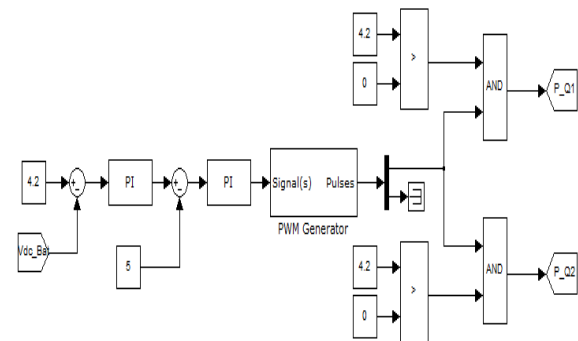 4.2
0
>
AND
P_Q1
4.2
+
-
PI
+
-
PI
Signal(s) Pulses
PWM Generator
Vdc_Bat
5
4.2
0
>
AND
P_Q2